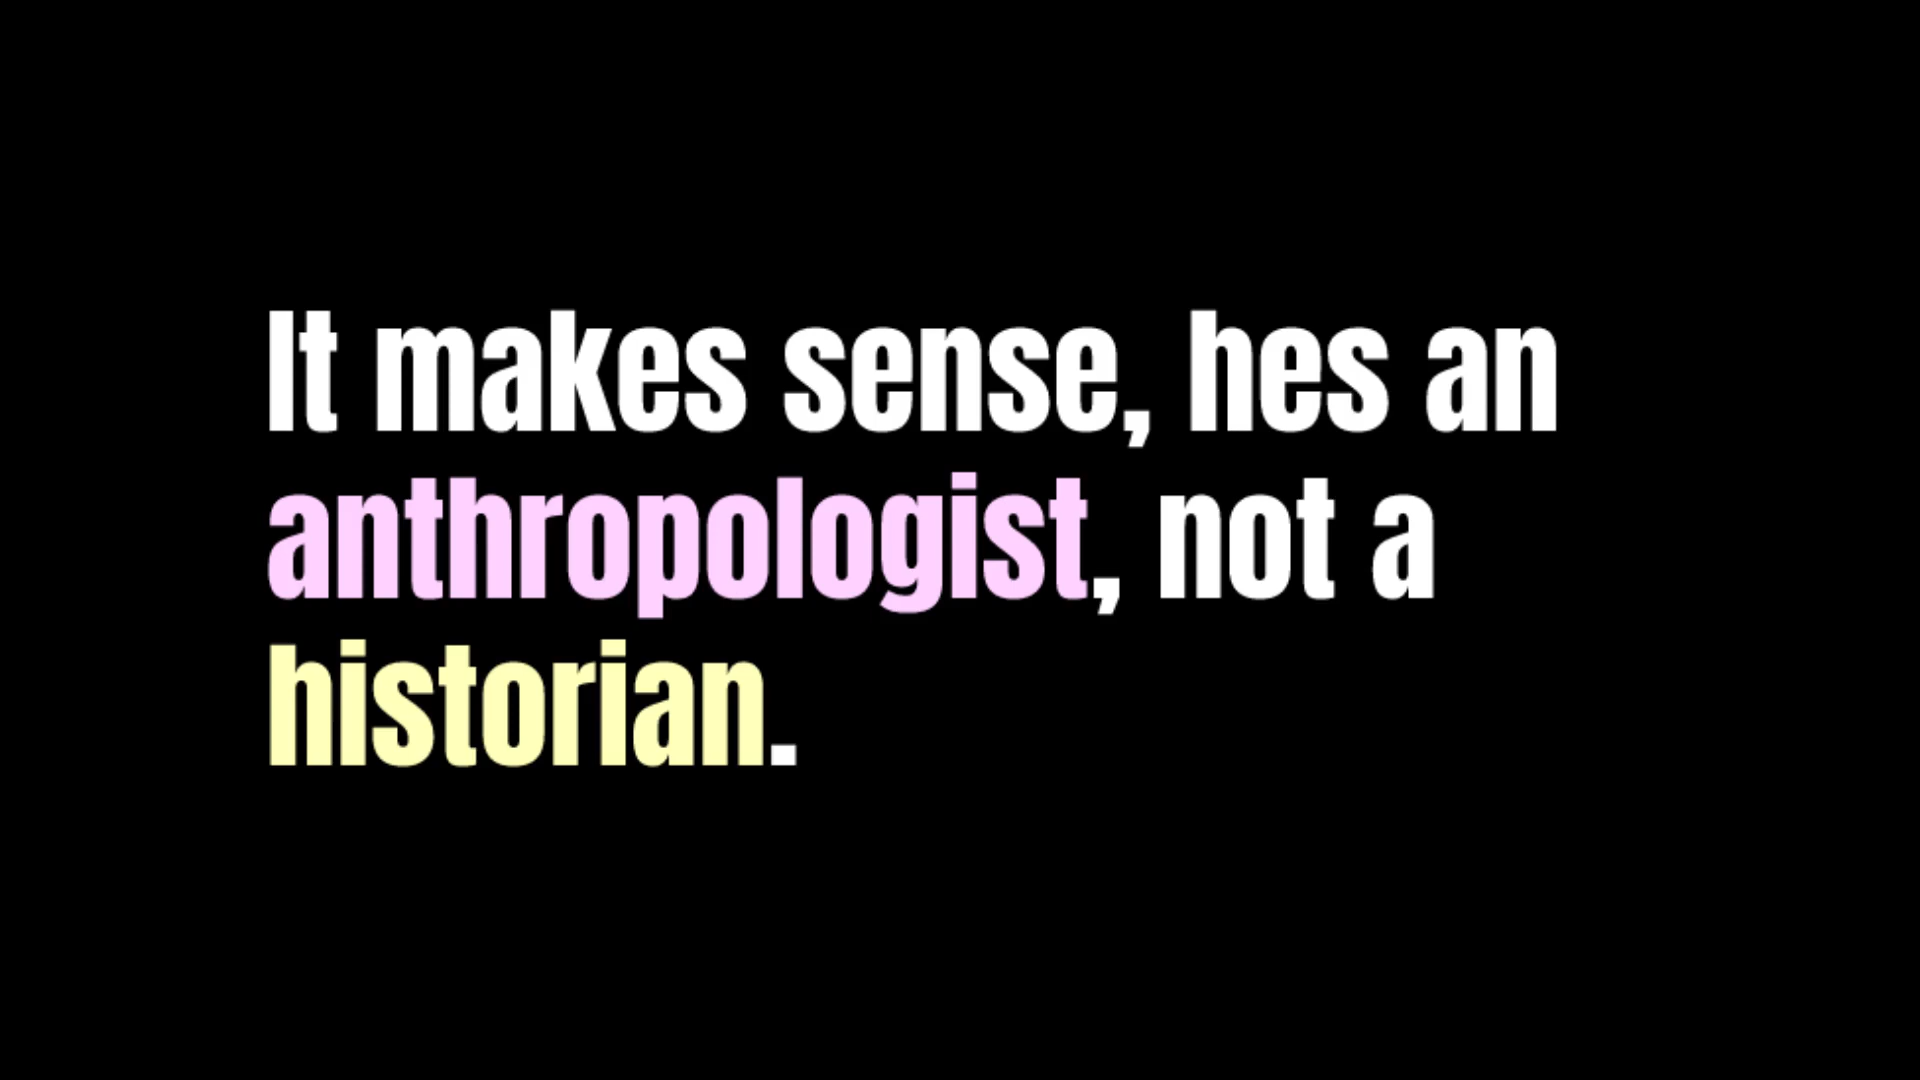 It makes sense, hes an
anthropologist, not a
historian.